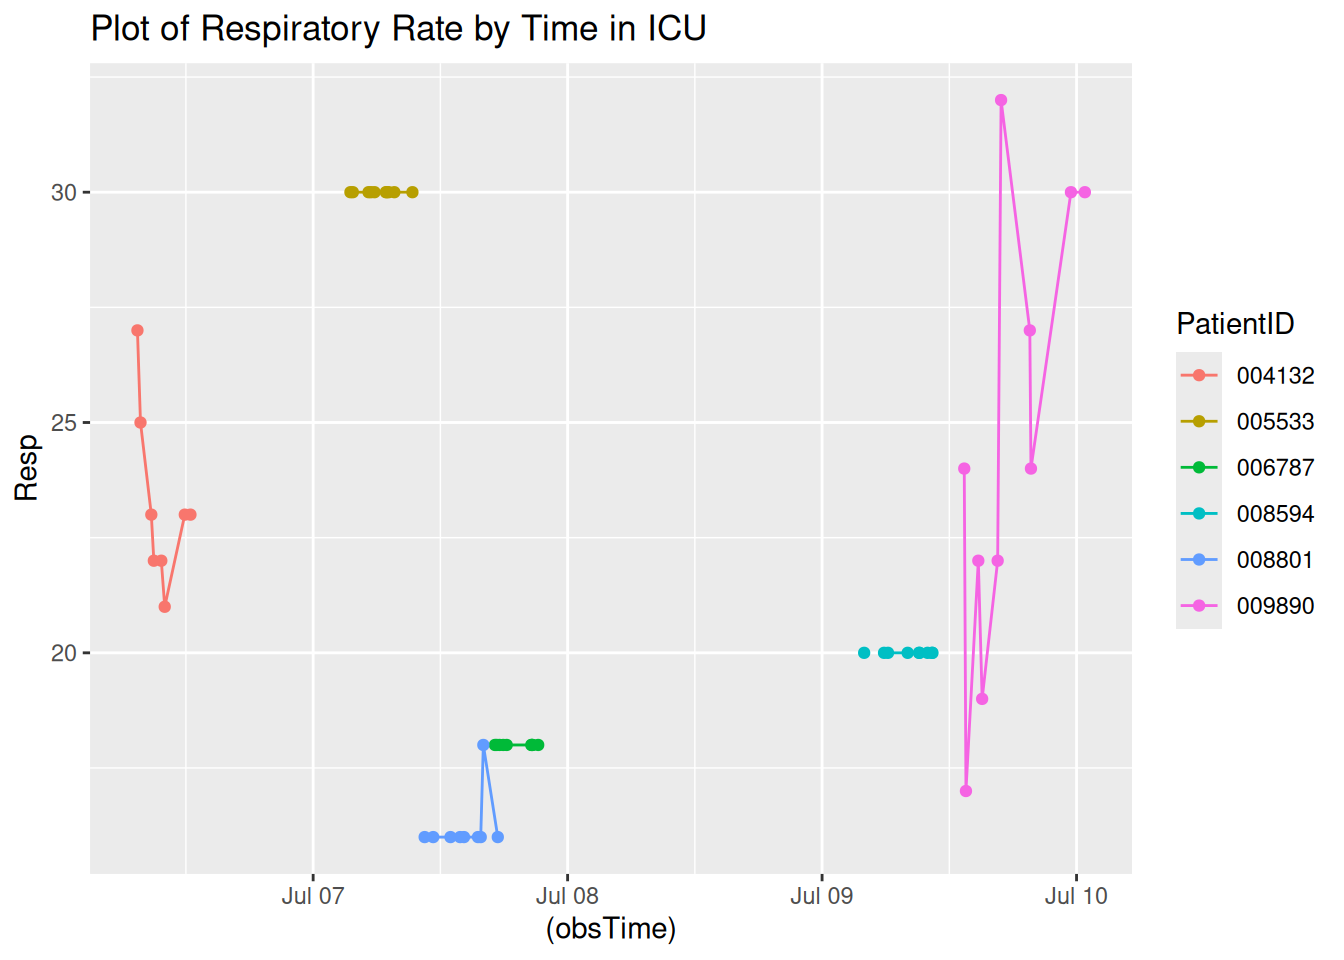 Plot of Respiratory Rate by Time in ICU
30
25
20
Resp
Jul 07
Jul 08
Jul 09
Jul 10
(obsTime)
PatientID
004132
005533
006787
008594
008801
009890